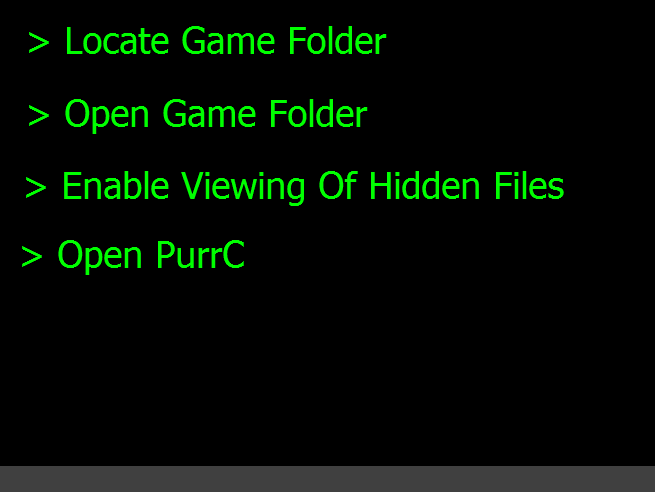 > Locate Game Folder
> Open Game Folder
> Enable Viewing Of Hidden Files
> Open PurrC